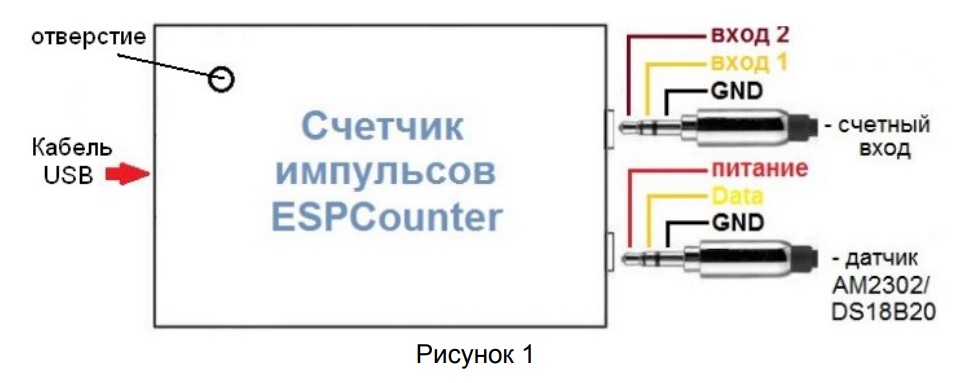 отверстие
Кабель
USB
Счетчик
импульсов
ESPCounter
вход 2
вход 1
GND
- счетный
вход
питание
Data
GND
- датчик
AM2302/
DS18B20
Рисунок 1